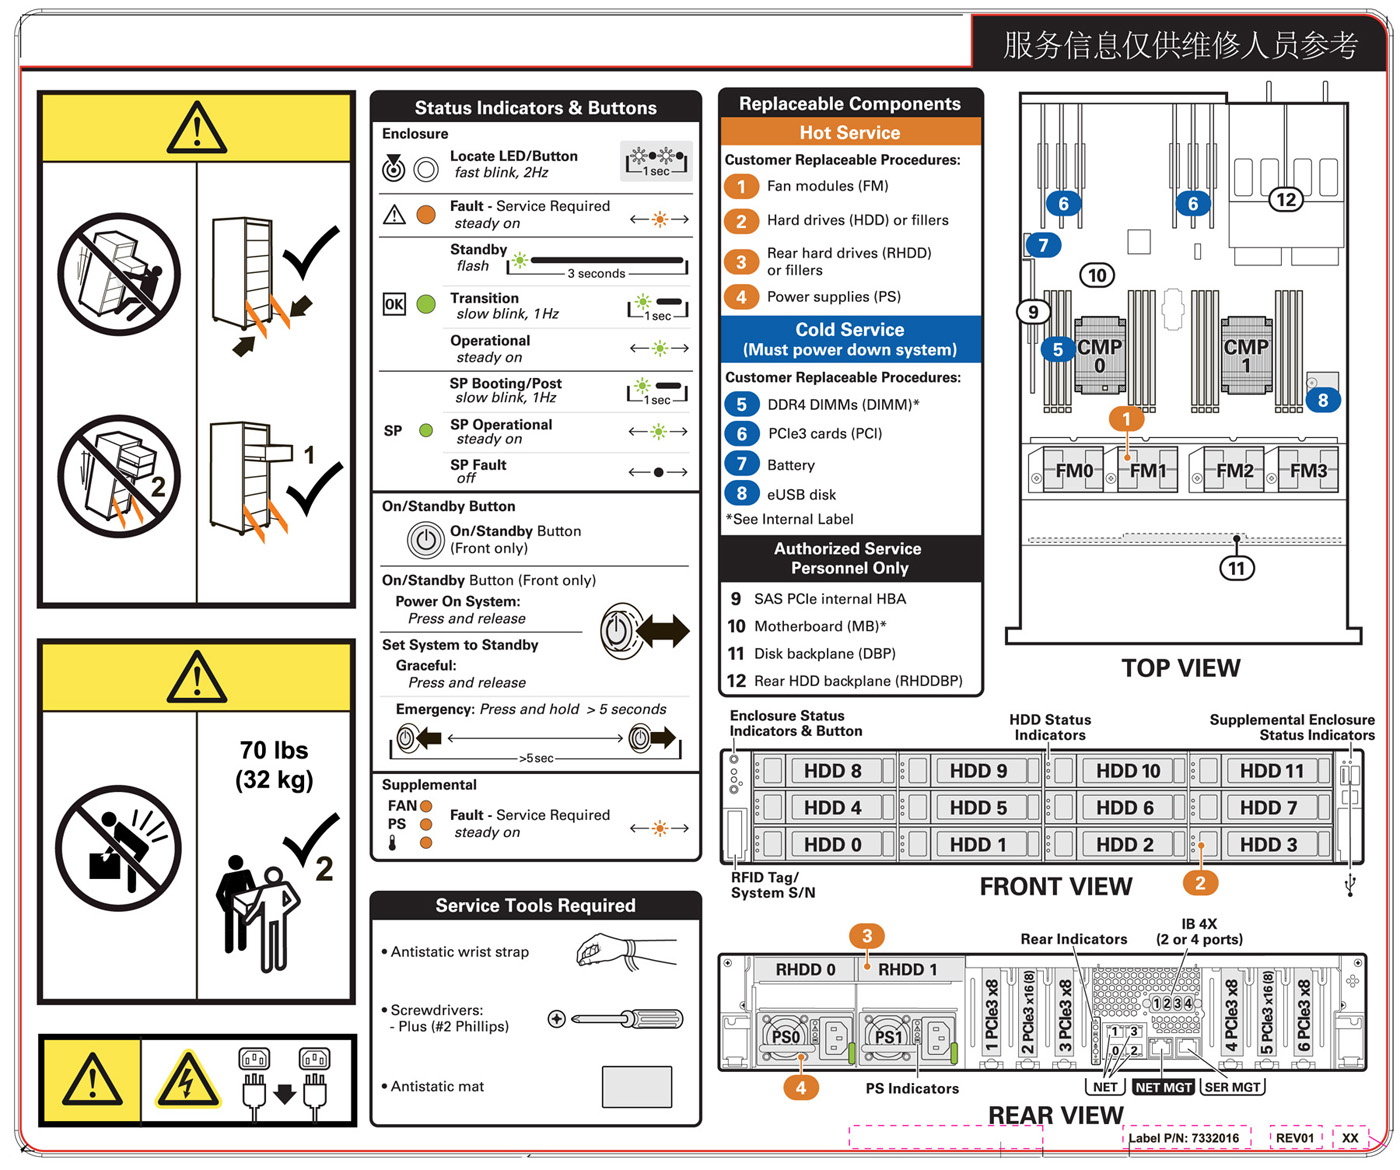 服务信息仅供维修人员参考
2
1
70 lbs
(32 kg)
2
Status Indicators & Buttons
Enclosure
Locate LED/Button
fast blink, 2Hz
1 sec
Fault - Service Required
steady on
Standby
flash
3 seconds
OK
Transition
slow blink, 1Hz
1 sec
Operational
steady on
SP Booting/Post
slow blink, 1Hz
1 sec
SP
SP Operational
steady on
SP Fault
off
On/Standby Button
On/Standby Button
(Front only)
On/Standby Button (Front only)
Power On System:
Press and release
Set System to Standby
Graceful:
Press and release
Emergency: Press and hold > 5 seconds
>5 sec
Supplemental
FAN
PS
Fault - Service Required
steady on
Service Tools Required
• Antistatic wrist strap
• Screwdrivers:
- Plus (#2 Phillips)
• Antistatic mat
Replaceable Components
Hot Service
Customer Replaceable Procedures:
1 Fan modules (FM)
2 Hard drives (HDD) or fillers
3 Rear hard drives (RHDD)
or fillers
4 Power supplies (PS)
Cold Service
(Must power down system)
Customer Replaceable Procedures:
5 DDR4 DIMMs (DIMM)*
6 PCIe3 cards (PCI)
7 Battery
8 eUSB disk
*See Internal Label
Authorized Service
Personnel Only
9 SAS PCIe internal HBA
10 Motherboard (MB)*
11 Disk backplane (DBP)
12 Rear HDD backplane (RHDDBP)
6
6
12
7
10
9
5
CMP
0
CMP
1
8
1
FM0
FM1
FM2
FM3
11
TOP VIEW
Enclosure Status
Indicators & Button
HDD Status
Indicators
Supplemental Enclosure
Status Indicators
HDD 8
HDD 9
HDD 10
HDD 11
HDD 4
HDD 5
HDD 6
HDD 7
HDD 0
HDD 1
HDD 2
HDD 3
RFID Tag/
System S/N
FRONT VIEW
2
3
Rear Indicators
IB 4X
(2 or 4 ports)
RHDD 0
RHDD 1
PS0
PS1
1 PCIe3 x8
2 PCIe3 x16 (8)
3 PCIe3 x8
1 2 3 4
1 3
0 2
4 PCIe3 x8
5 PCIe3 x16 (8)
6 PCIe3 x8
4
PS Indicators
NET
NET MGT
SER MGT
REAR VIEW
Label P/N: 7332016
REV01
XX